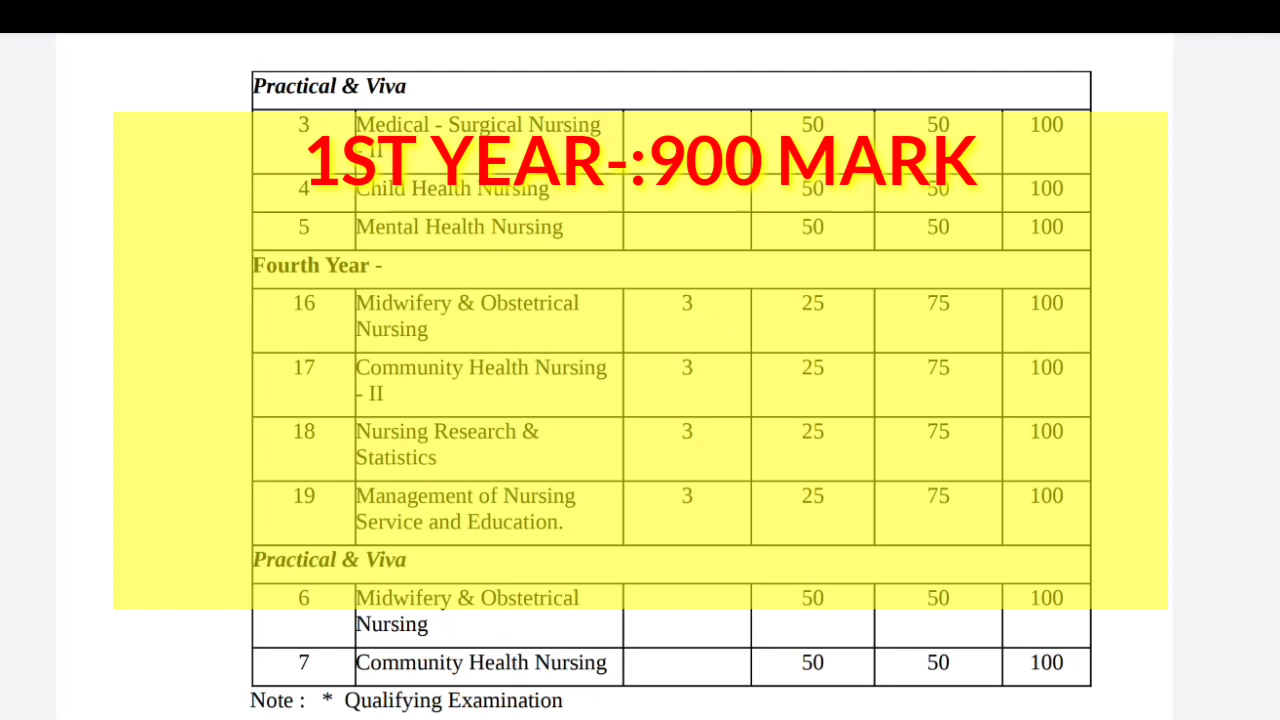 Practical & Viva
3 Medical - Surgical Nursing 50 50 100
- II
1ST YEAR-:900 MARK
4 Child Health Nursing 50 50 100
5 Mental Health Nursing 50 50 100
Fourth Year -
16 Midwifery & Obstetrical 3 25 75 100
Nursing
17 Community Health Nursing 3 25 75 100
- II
18 Nursing Research & 3 25 75 100
Statistics
19 Management of Nursing 3 25 75 100
Service and Education.
Practical & Viva
6 Midwifery & Obstetrical 50 50 100
Nursing
7 Community Health Nursing 50 50 100
Note : * Qualifying Examination